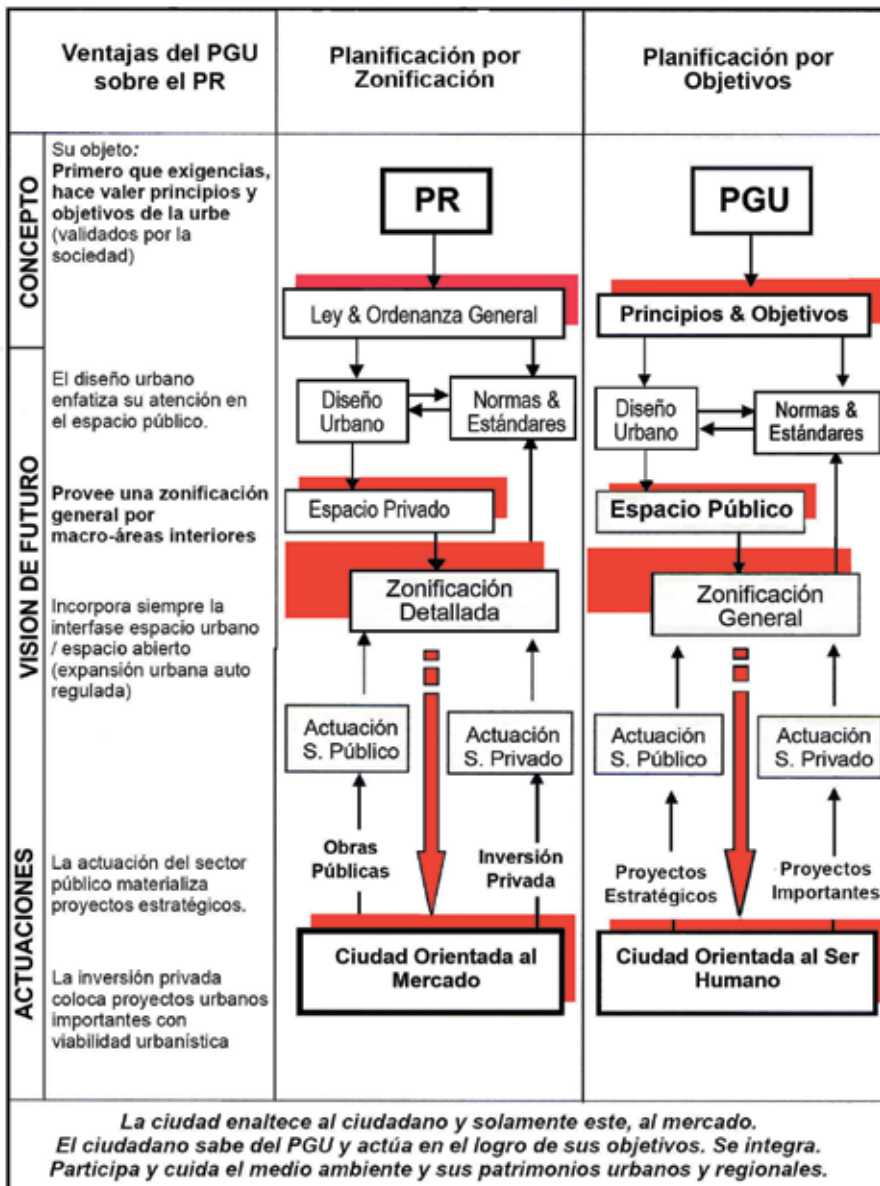 Ventajas del PGU
sobre el PR
Planificación por
Zonificación
Planificación por
Objetivos
CONCEPTO
Su objeto:
Primero que exigencias,
hace valer principios y
objetivos de la urbe
(validados por la
sociedad)
VISION DE FUTURO
El diseño urbano
enfatiza su atención en
el espacio público.
Provee una zonificación
general por
macro-áreas interiores
Incorpora siempre la
interfase espacio urbano
/ espacio abierto
(expansión urbana auto
regulada)
ACTUACIONES
La actuación del sector
público materializa
proyectos estratégicos.
La inversión privada
coloca proyectos urbanos
importantes con
viabilidad urbanística
PR
Ley & Ordenanza General
Diseño
Urbano
Normas &
Estándares
Espacio Privado
Zonificación
Detallada
Actuación
S. Público
Actuación
S. Privado
Obras
Públicas
Inversión
Privada
Ciudad Orientada al
Mercado
PGU
Principios & Objetivos
Diseño
Urbano
Normas &
Estándares
Espacio Público
Zonificación
General
Actuación
S. Público
Actuación
S. Privado
Proyectos
Estratégicos
Proyectos
Importantes
Ciudad Orientada al Ser
Humano
La ciudad enaltece al ciudadano y solamente este, al mercado.
El ciudadano sabe del PGU y actúa en el logro de sus objetivos. Se integra.
Participa y cuida el medio ambiente y sus patrimonios urbanos y regionales.